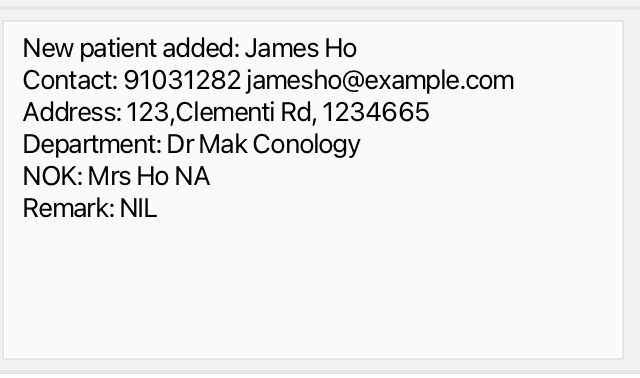 New patient added: James Ho
Contact: 91031282 jamesho@example.com
Address: 123,Clementi Rd, 1234665
Department: Dr Mak Conology
NOK: Mrs Ho NA
Remark: NIL